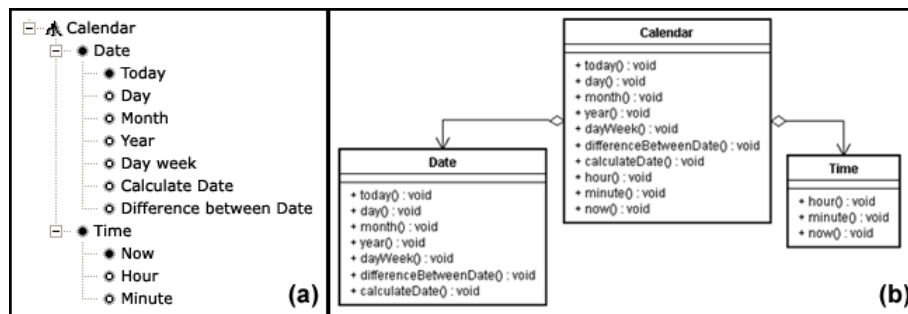 Calendar
Date
Today
Day
Month
Year
Day week
Calculate Date
Difference between Date
Time
Now
Hour
Minute
(a)
Calendar
+ today() : void
+ day() : void
+ month() : void
+ year() : void
+ dayWeek() : void
+ differenceBetweenDate() : void
+ calculateDate() : void
+ hour() : void
+ minute() : void
+ now() : void
Date
+ today() : void
+ day() : void
+ month() : void
+ year() : void
+ dayWeek() : void
+ differenceBetweenDate() : void
+ calculateDate() : void
Time
+ hour() : void
+ minute() : void
+ now() : void
(b)